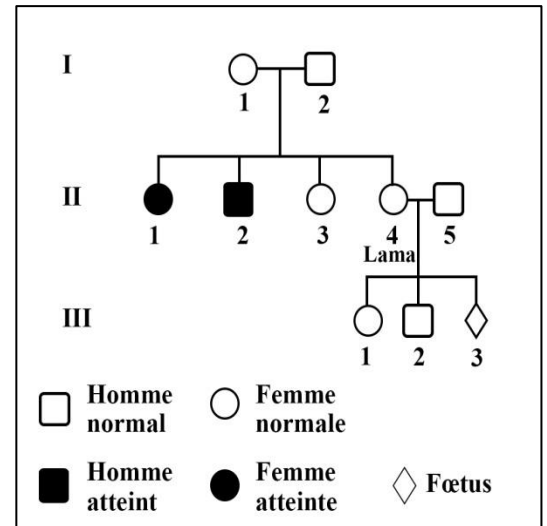 I
1 2
II
1 2 3 4 5
Lama
III
1 2 3
Homme normal
Femme normale
Homme atteint
Femme atteinte
Fœtus